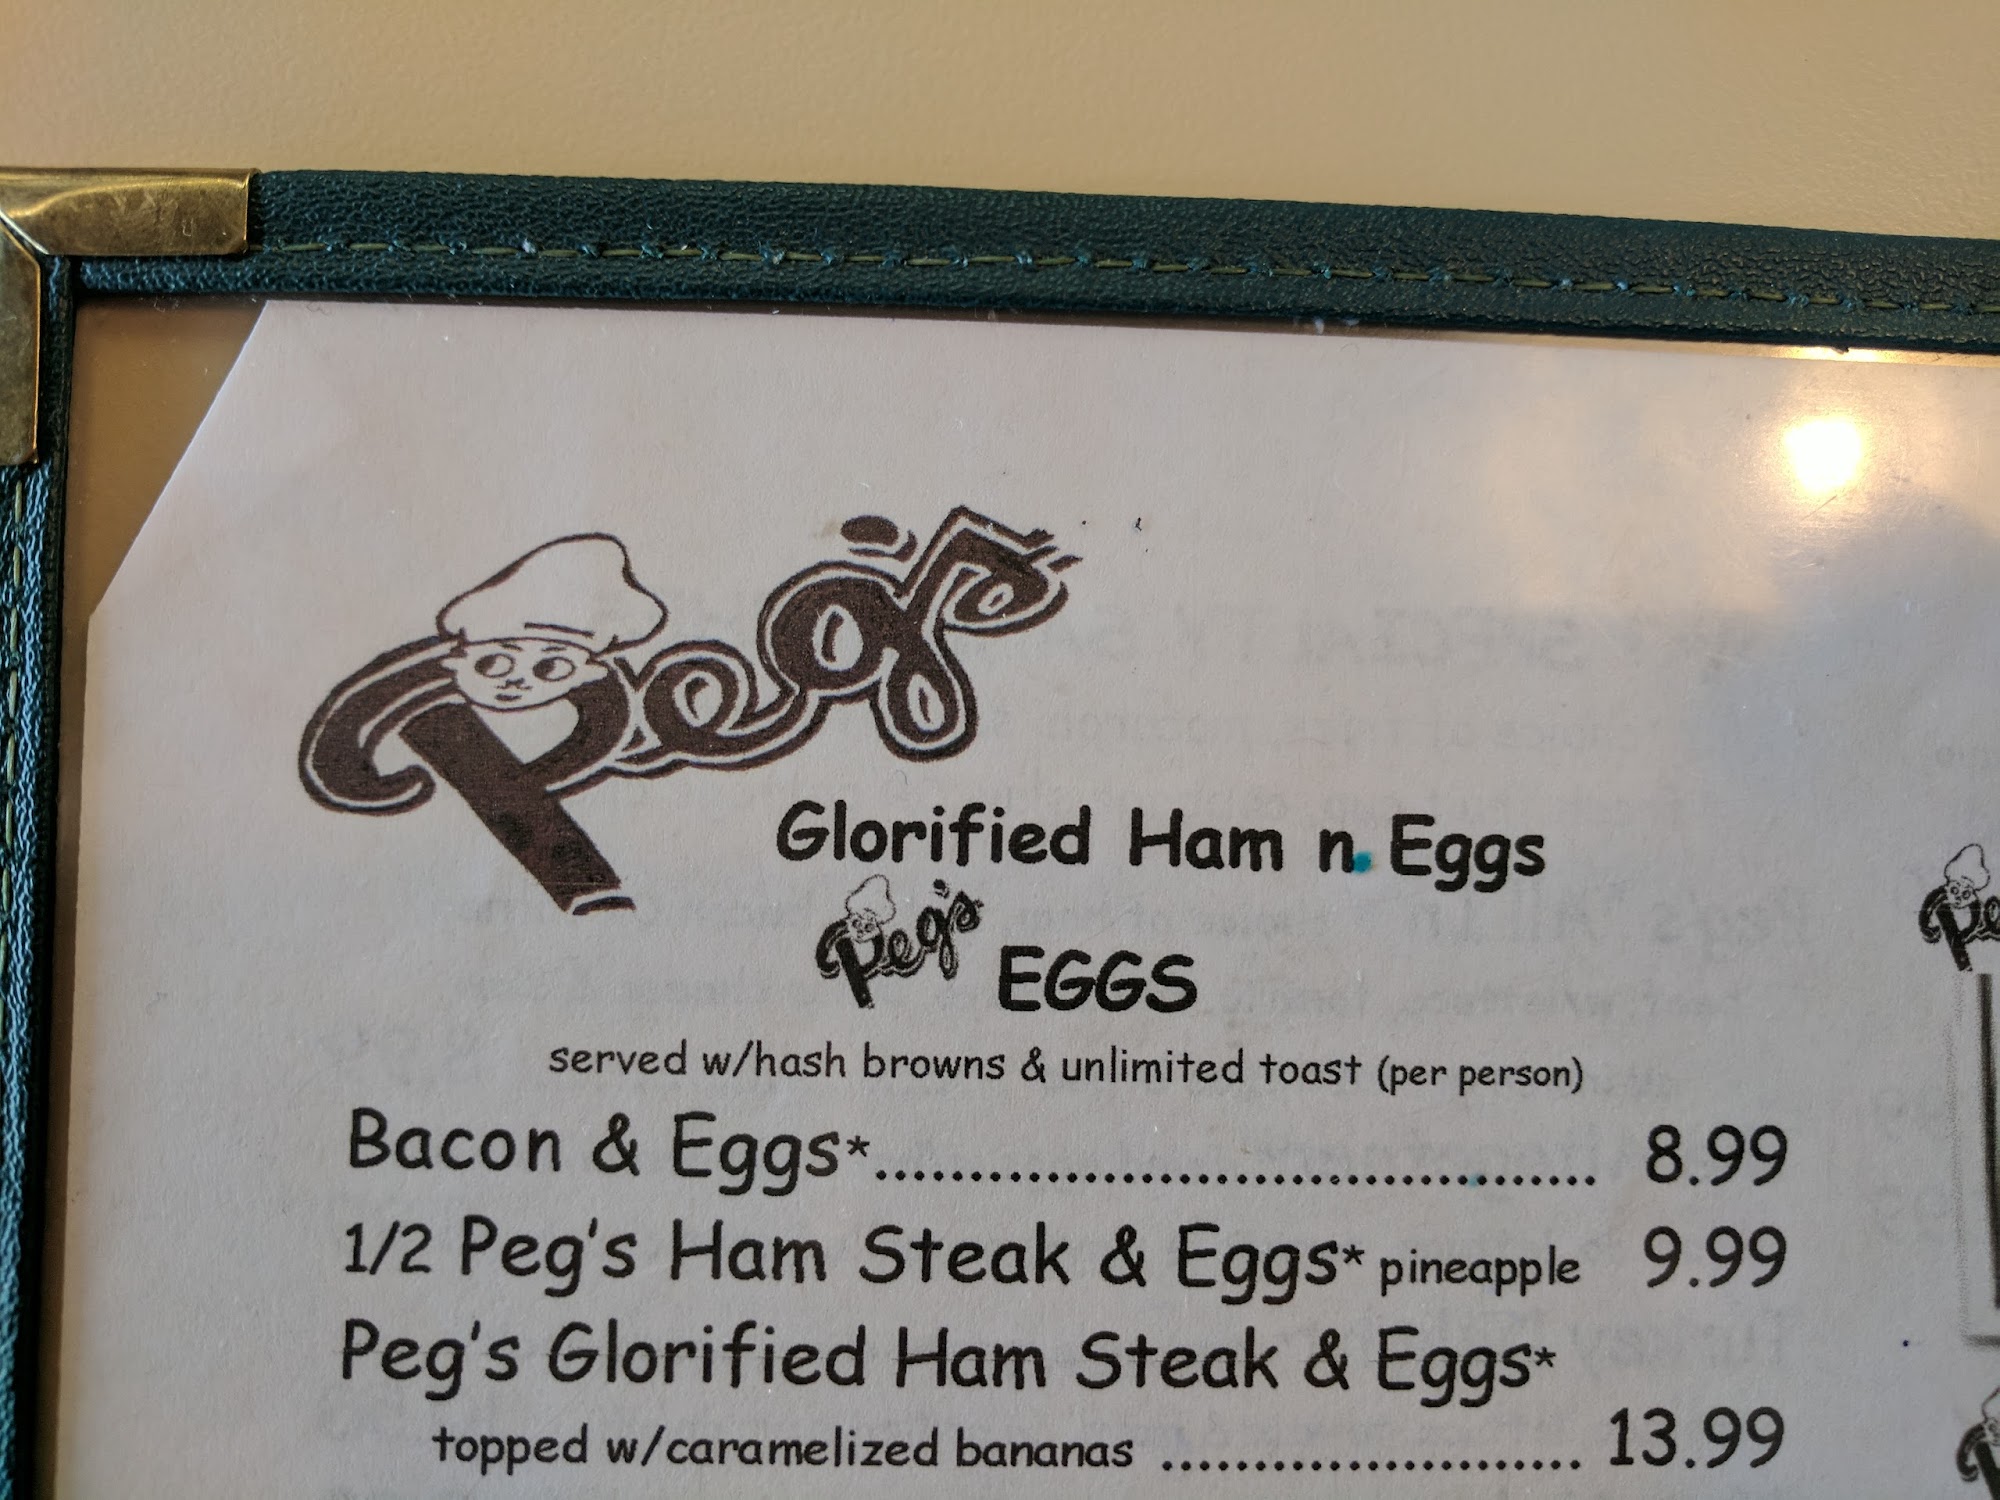 Peg's
Glorified Ham n Eggs
Peg's EGGS
served w/hash browns & unlimited toast (per person)
Bacon & Eggs*...................................... 8.99
1/2 Peg's Ham Steak & Eggs* pineapple 9.99
Peg's Glorified Ham Steak & Eggs*
topped w/caramelized bananas ....................... 13.99